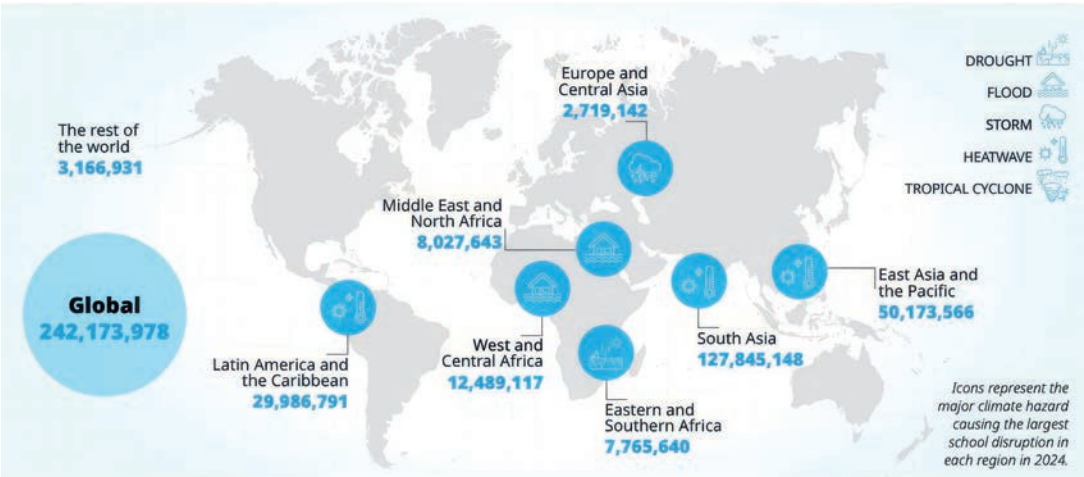 The rest of
the world
3,166,931
Global
242,173,978
Europe and
Central Asia
2,719,142
Middle East and
North Africa
8,027,643
Latin America and
the Caribbean
29,986,791
West and
Central Africa
12,489,117
Eastern and
Southern Africa
7,765,640
South Asia
127,845,148
East Asia and
the Pacific
50,173,566
DROUGHT
FLOOD
STORM
HEATWAVE
TROPICAL CYCLONE
Icons represent the
major climate hazard
causing the largest
school disruption in
each region in 2024.